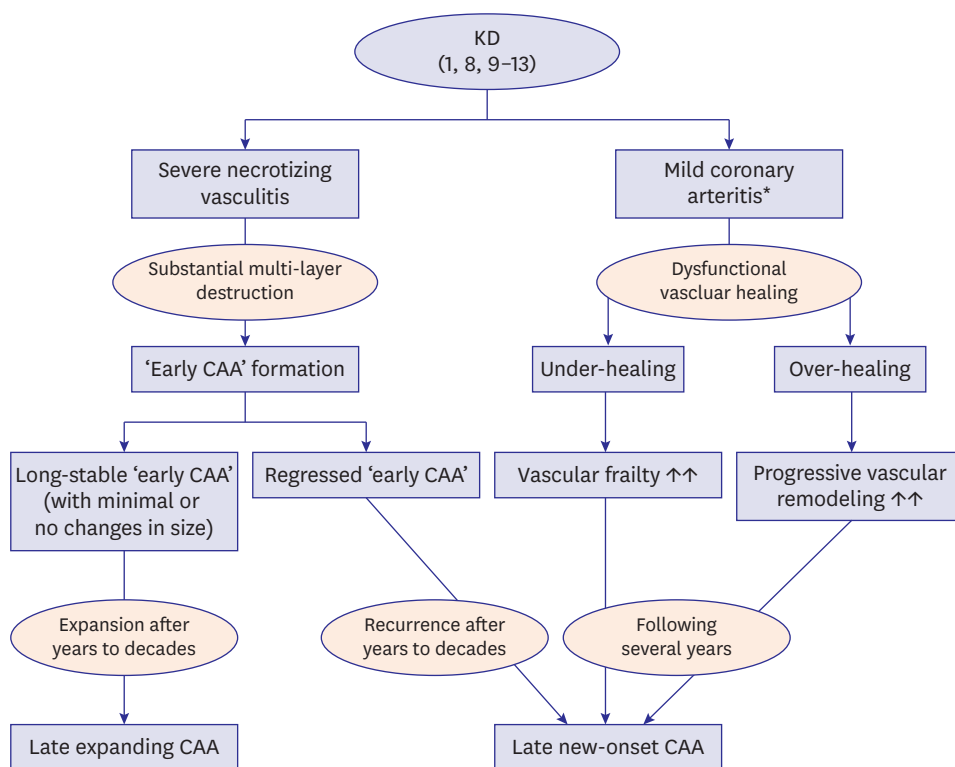 KD
(1, 8, 9–13)
Severe necrotizing
vasculitis
Mild coronary
arteritis*
Substantial multi-layer
destruction
Dysfunctional
vascluar healing
‘Early CAA’ formation
Under-healing
Over-healing
Long-stable ‘early CAA’
(with minimal or
no changes in size)
Regressed ‘early CAA’
Vascular frailty ↑↑
Progressive vascular
remodeling ↑↑
Expansion after
years to decades
Recurrence after
years to decades
Following
several years
Late expanding CAA
Late new-onset CAA